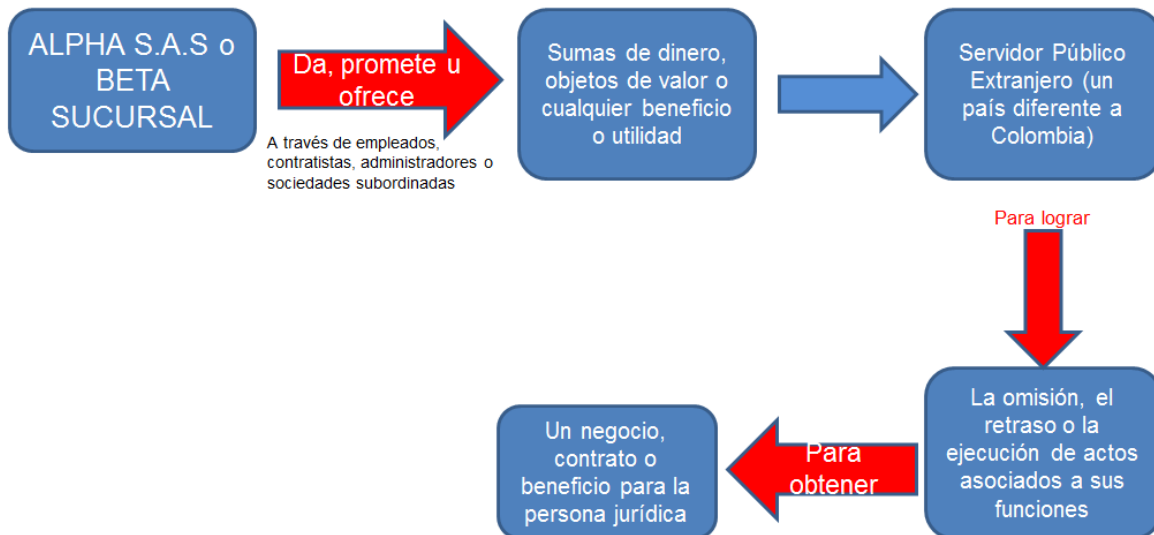 ALPHA S.A.S o
BETA
SUCURSAL
Da, promete u
ofrece
A través de empleados,
contratistas, administradores o
sociedades subordinadas
Sumas de dinero,
objetos de valor o
cualquier beneficio
o utilidad
Servidor Público
Extranjero (un
país diferente a
Colombia)
Para lograr
La omisión, el
retraso o la
ejecución de actos
asociados a sus
funciones
Para
obtener
Un negocio,
contrato o
beneficio para la
persona jurídica